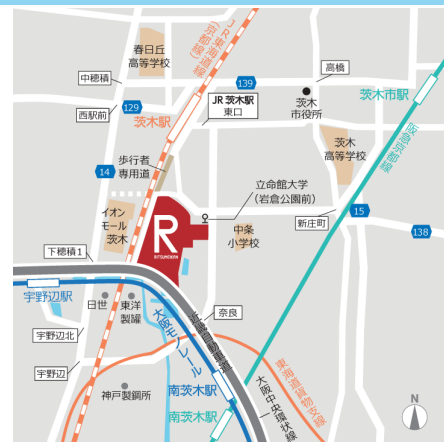 春日丘
高等学校
JR東海道線
(京都線)
高橋
中穂積
139
茨木市駅
129
西駅前
茨木駅
JR 茨木駅
東口
茨木
市役所
阪急京都線
茨木
高等学校
歩行者
専用道
14
立命館大学
(岩倉公園前)
イオン
モール
茨木
R
RITSUMEIKAN
中条
小学校
新庄町
15
138
下穂積1
宇野辺駅
日世
東洋
製罐
奈良
大阪モノレール
近畿自動車道
宇野辺北
宇野辺
東海道貨物支線
神戸製鋼所
南茨木駅
南茨木駅
大阪中央環状線
N